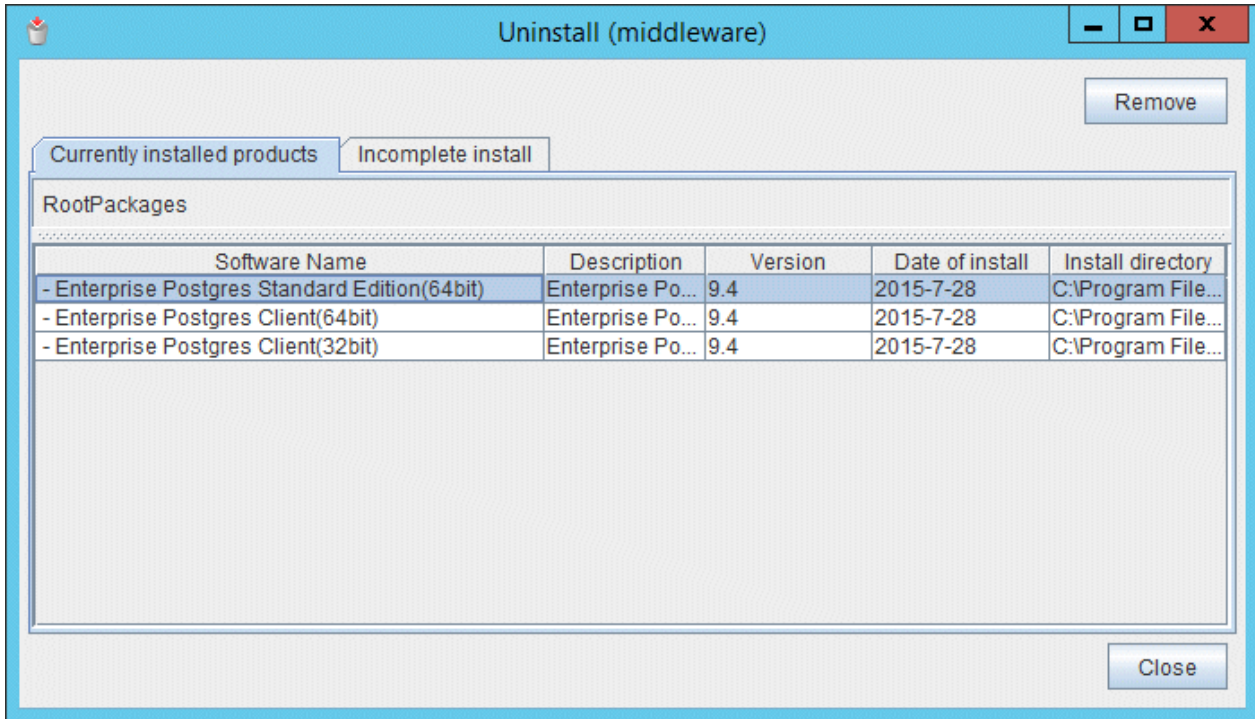 Uninstall (middleware)
Remove
Currently installed products Incomplete install
RootPackages
Software Name Description Version Date of install Install directory
- Enterprise Postgres Standard Edition(64bit) Enterprise Po... 9.4 2015-7-28 C:\Program File...
- Enterprise Postgres Client(64bit) Enterprise Po... 9.4 2015-7-28 C:\Program File...
- Enterprise Postgres Client(32bit) Enterprise Po... 9.4 2015-7-28 C:\Program File...
Close